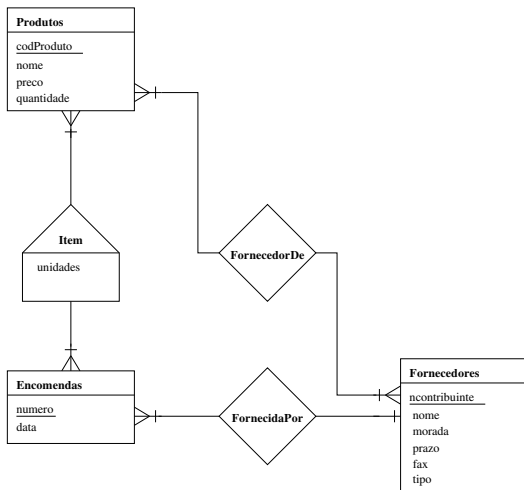 Produtos
codProduto
nome
preco
quantidade
Item
unidades
FornecedorDe
Encomendas
numero
data
FornecidaPor
Fornecedores
ncontribuinte
nome
morada
prazo
fax
tipo